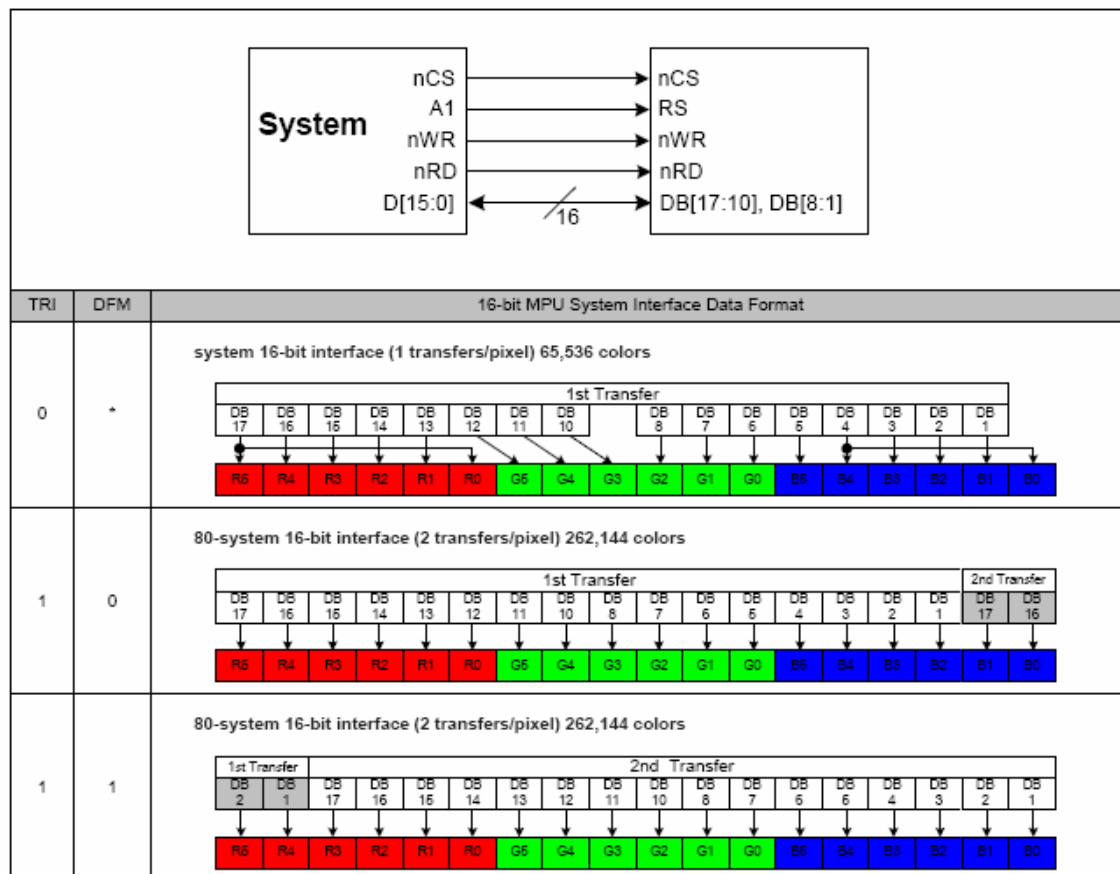 nCS nCS
A1 RS
System nWR nWR
nRD nRD
D[15:0] 16 DB[17:10], DB[8:1]
TRI DFM 16-bit MPU System Interface Data Format
system 16-bit interface (1 transfers/pixel) 65,536 colors
0 *
1st Transfer
DB 17 DB 16 DB 15 DB 14 DB 13 DB 12 DB 11 DB 10 DB 8 DB 7 DB 6 DB 5 DB 4 DB 3 DB 2 DB 1
R5 R4 R3 R2 R1 R0 G5 G4 G3 G2 G1 G0 B5 B4 B3 B2 B1 B0
80-system 16-bit interface (2 transfers/pixel) 262,144 colors
1 0
1st Transfer 2nd Transfer
DB 17 DB 16 DB 15 DB 14 DB 13 DB 12 DB 11 DB 10 DB 8 DB 7 DB 6 DB 5 DB 4 DB 3 DB 2 DB 1 DB 17 DB 16
R5 R4 R3 R2 R1 R0 G5 G4 G3 G2 G1 G0 B5 B4 B3 B2 B1 B0
80-system 16-bit interface (2 transfers/pixel) 262,144 colors
1 1
1st Transfer 2nd Transfer
DB 2 DB 1 DB 17 DB 16 DB 15 DB 14 DB 13 DB 12 DB 11 DB 10 DB 8 DB 7 DB 6 DB 5 DB 4 DB 3 DB 2 DB 1
R5 R4 R3 R2 R1 R0 G5 G4 G3 G2 G1 G0 B5 B4 B3 B2 B1 B0